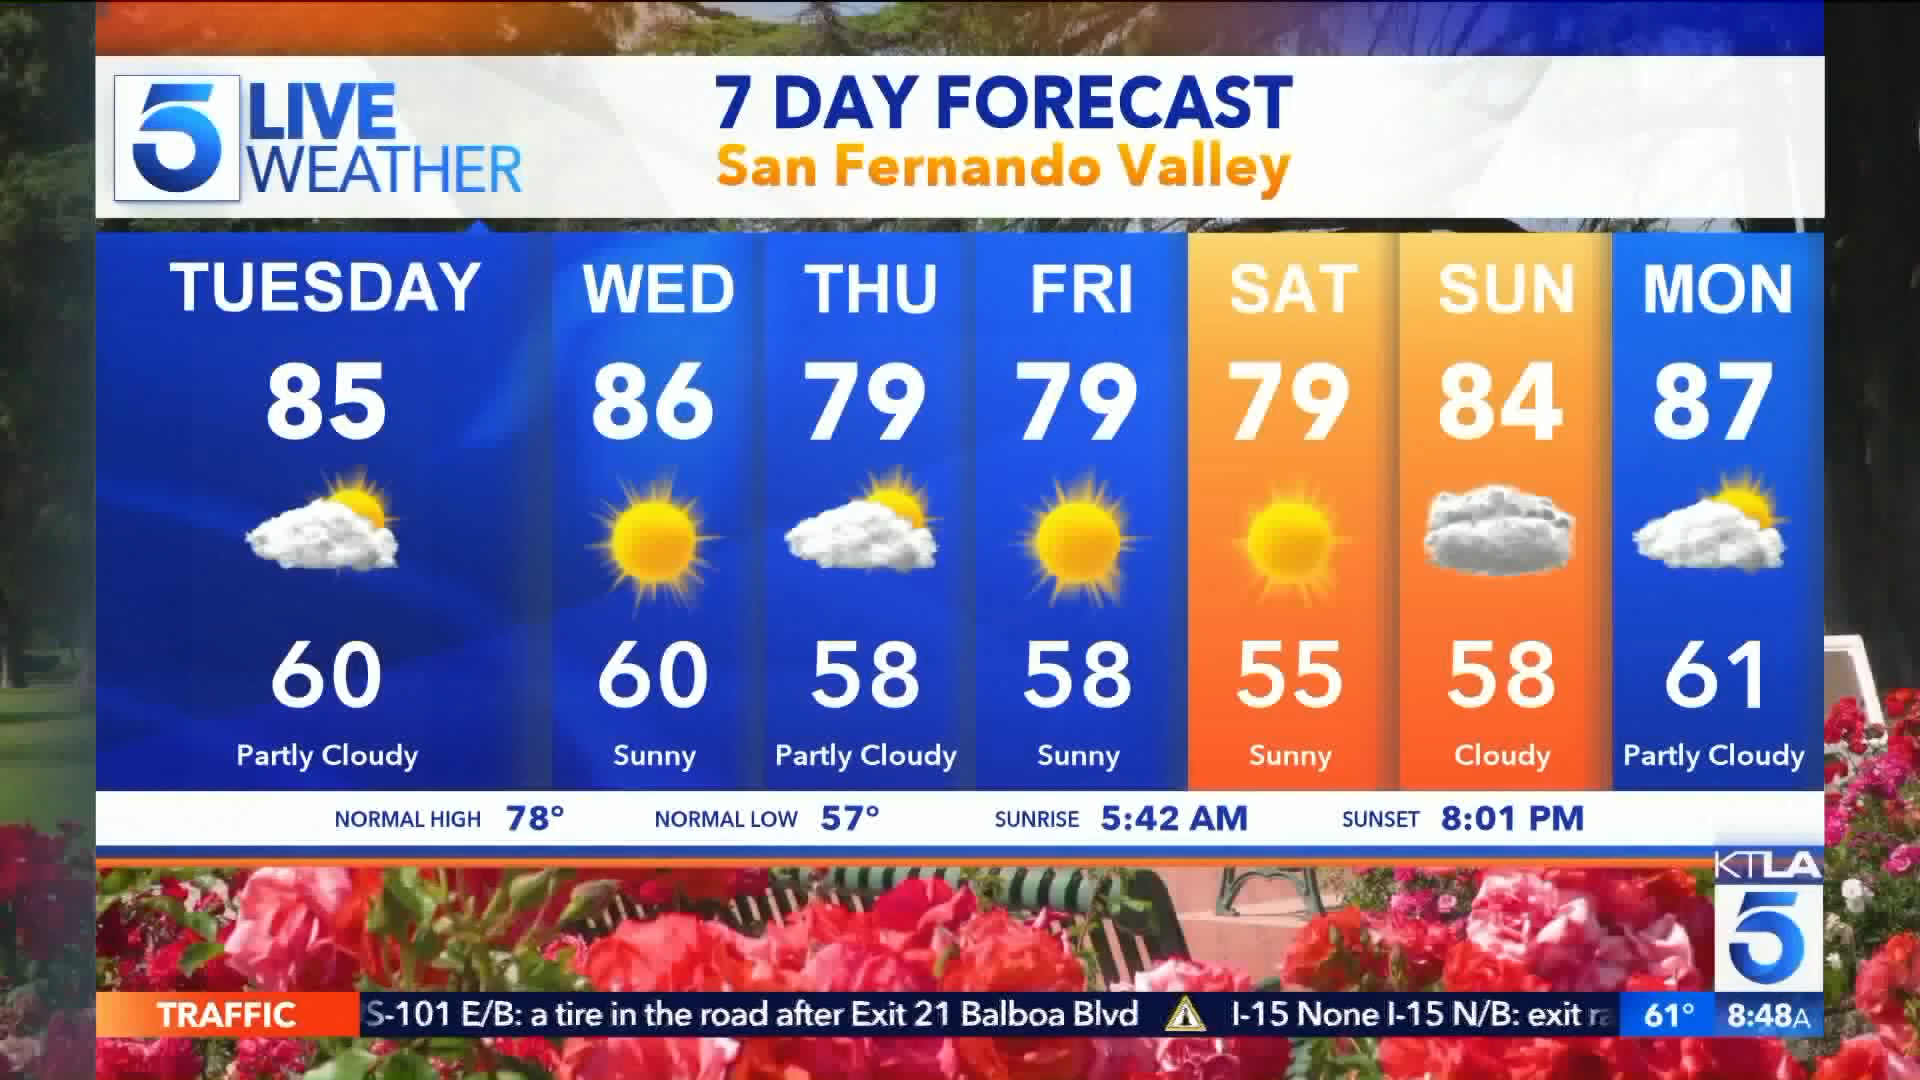 5 LIVE
WEATHER
7 DAY FORECAST
San Fernando Valley
TUESDAY WED THU FRI SAT SUN MON
85 86 79 79 79 84 87
60 60 58 58 55 58 61
Partly Cloudy Sunny Partly Cloudy Sunny Sunny Cloudy Partly Cloudy
NORMAL HIGH 78° NORMAL LOW 57° SUNRISE 5:42 AM SUNSET 8:01 PM
KTLA
5
TRAFFIC S-101 E/B: a tire in the road after Exit 21 Balboa Blvd I-15 None I-15 N/B: exit 61° 8:48A